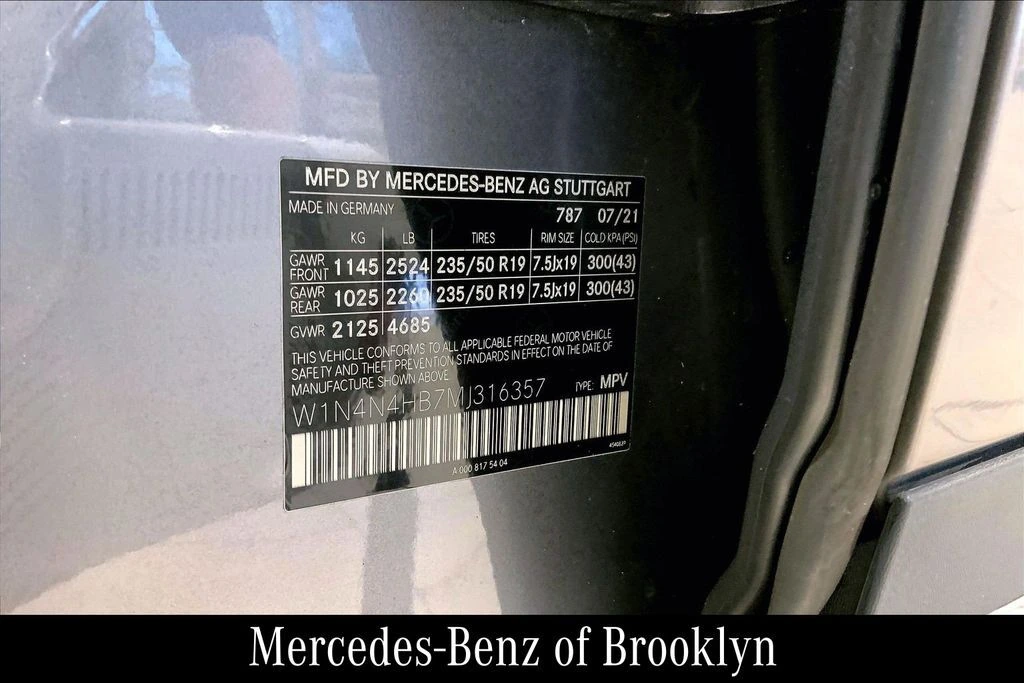 MFD BY MERCEDES-BENZ AG STUTTGART
MADE IN GERMANY 787 07/21
KG LB TIRES RIM SIZE COLD KPA (PSI)
GAWR FRONT 1145 2524 235/50 R19 7.5Jx19 300(43)
GAWR REAR 1025 2260 235/50 R19 7.5Jx19 300(43)
GVWR 2125 4685
THIS VEHICLE CONFORMS TO ALL APPLICABLE FEDERAL MOTOR VEHICLE
SAFETY AND THEFT PREVENTION STANDARDS IN EFFECT ON THE DATE OF
MANUFACTURE SHOWN ABOVE
W1N4N4HB7MJ316357 TYPE: MPV
A 000 817 54 04
Mercedes-Benz of Brooklyn